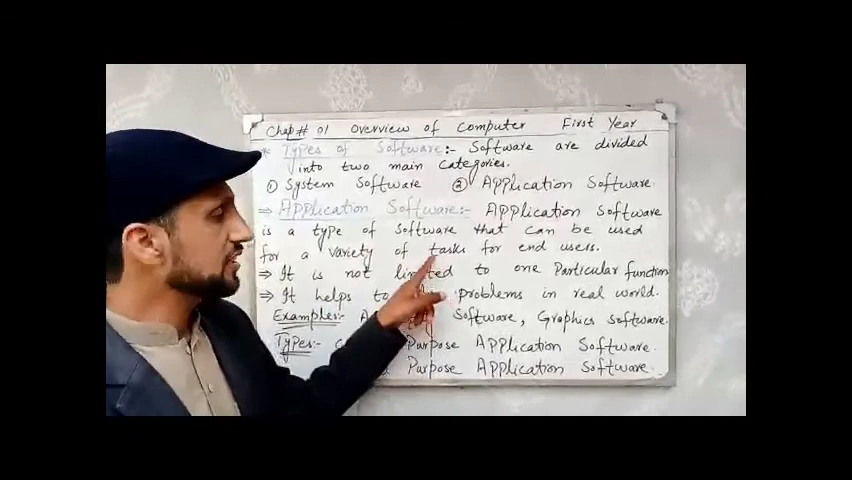 Chap# 01 Overview of Computer First Year
* Types of Software:- Software are divided
into two main categories.
① System Software ② Application Software
⇒ Application Software:- Application Software
is a type of Software that can be used
for a variety of tasks for end users.
⇒ It is not limited to one Particular function
⇒ It helps to problems in real world.
Examples:- Software, Graphics software.
Types:- Purpose Application Software.
Purpose Application Software.